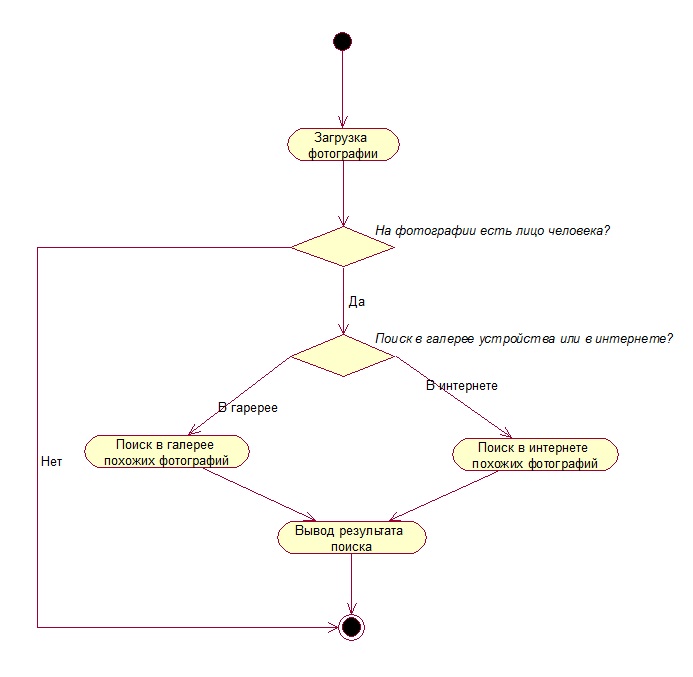 Загрузка
фотографии
На фотографии есть лицо человека?
Да
Поиск в галерее устройства или в интернете?
В гаререе
В интернете
Поиск в галерее
похожих фотографий
Поиск в интернете
похожих фотографий
Нет
Вывод результата
поиска